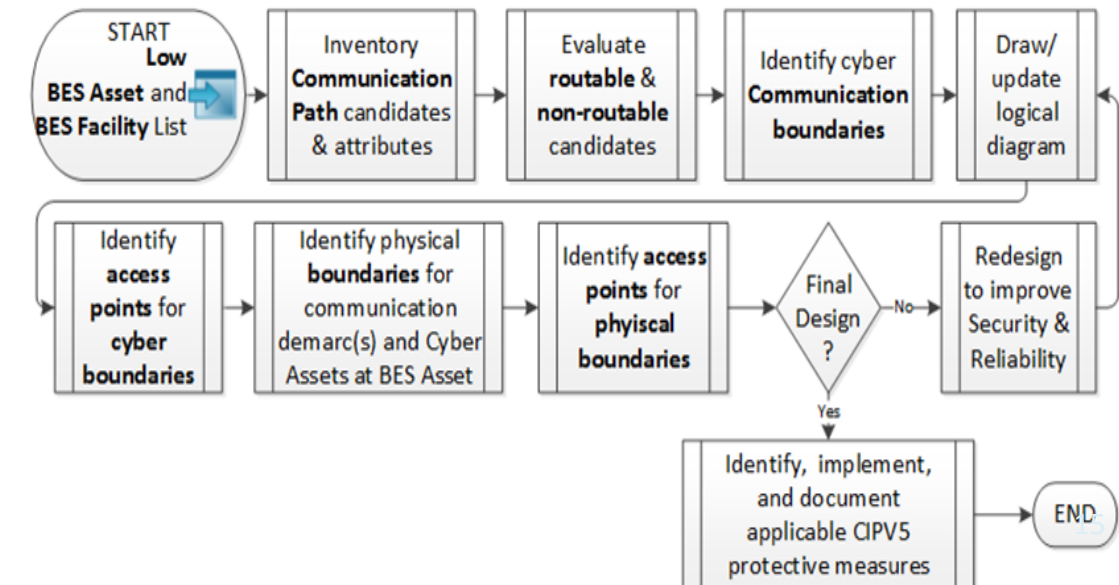 START
Low
BES Asset and
BES Facility List
Inventory
Communication
Path candidates
& attributes
Evaluate
routable &
non-routable
candidates
Identify cyber
Communication
boundaries
Draw/
update
logical
diagram
Identify
access
points for
cyber
boundaries
Identify physical
boundaries for
communication
demarc(s) and Cyber
Assets at BES Asset
Identify access
points for
phyiscal
boundaries
Final
Design
?
No
Redesign
to improve
Security &
Reliability
Yes
Identify, implement,
and document
applicable CIPV5
protective measures
END
15